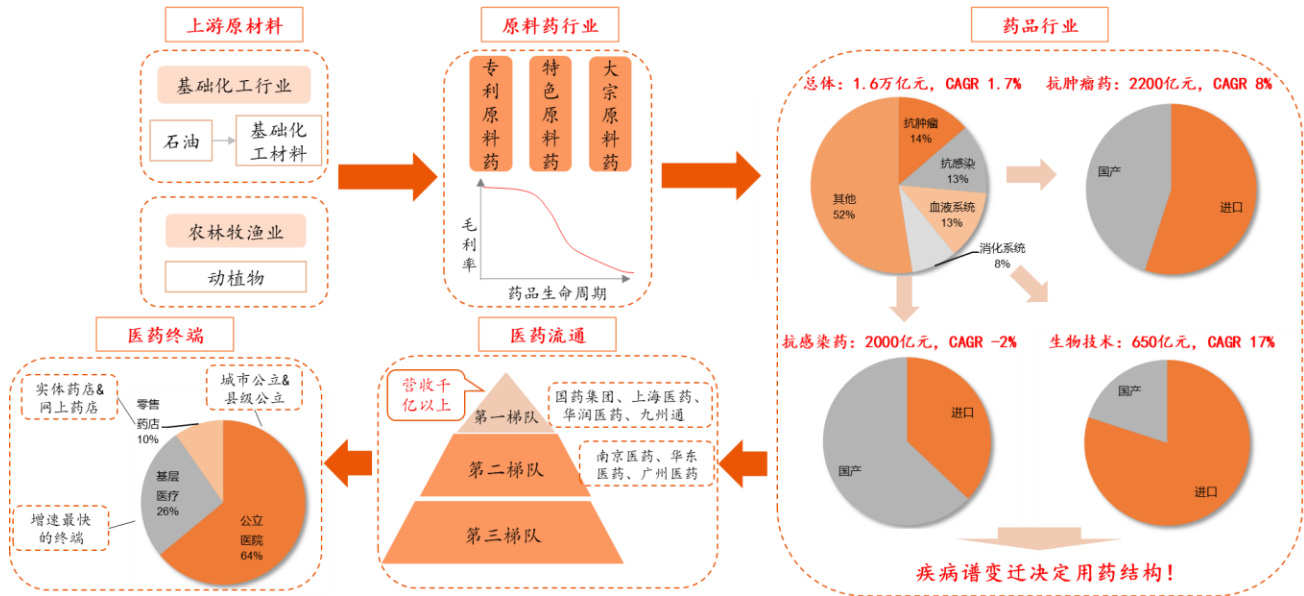 上游原材料
基础化工行业
石油
基础化
工材料
农林牧渔业
动植物
原料药行业
专利原料药
特色原料药
大宗原料药
毛利率
药品生命周期
药品行业
总体：1.6万亿元，CAGR 1.7%
抗肿瘤
14%
抗感染
13%
血液系统
13%
消化系统
8%
其他
52%
抗肿瘤药：2200亿元，CAGR 8%
国产
进口
抗感染药：2000亿元，CAGR -2%
进口
国产
生物技术：650亿元，CAGR 17%
国产
进口
疾病谱变迁决定用药结构！
医药流通
营收千
亿以上
第一梯队
第二梯队
第三梯队
国药集团、上海医药、
华润医药、九州通
南京医药、华东
医药、广州医药
医药终端
实体药店&
网上药店
城市公立&
县级公立
零售
药店
10%
基层
医疗
26%
公立
医院
64%
增速最快
的终端